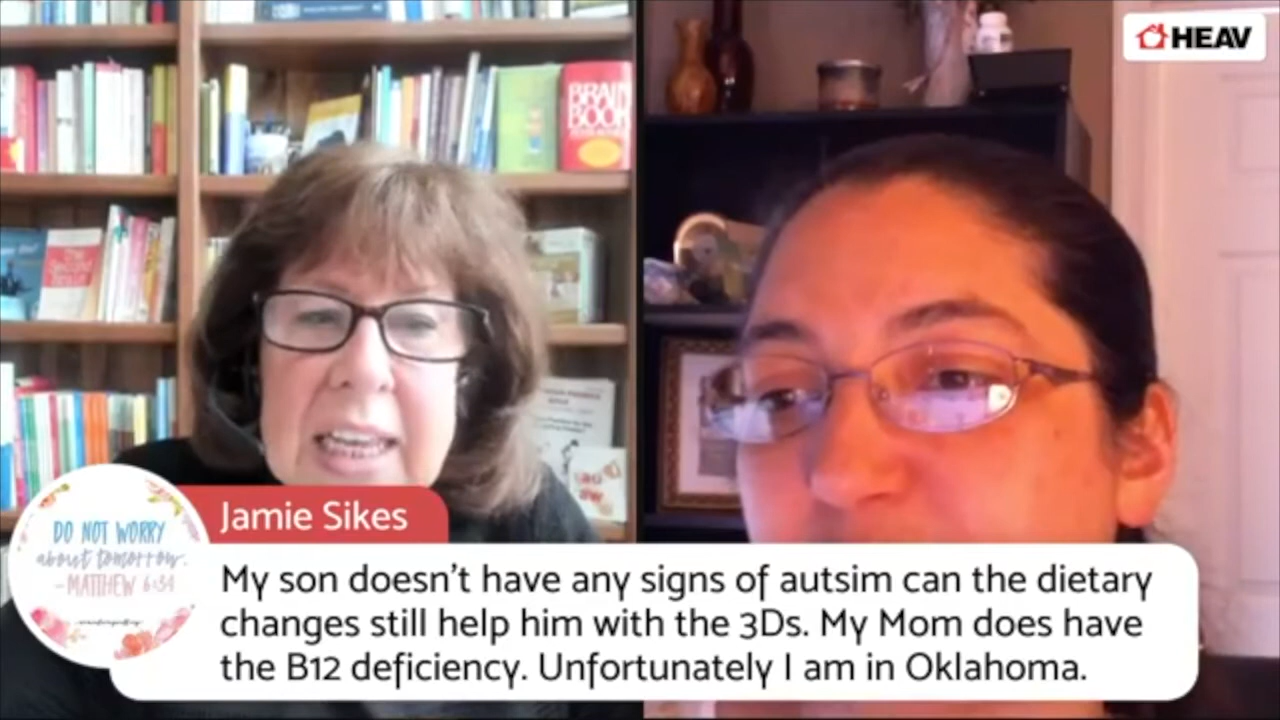 HEAV
BRAIN
BOOK
DO NOT WORRY
about tomorrow.
-MATTHEW 6:34
Jamie Sikes
My son doesn't have any signs of autsim can the dietary
changes still help him with the 3Ds. My Mom does have
the B12 deficiency. Unfortunately I am in Oklahoma.